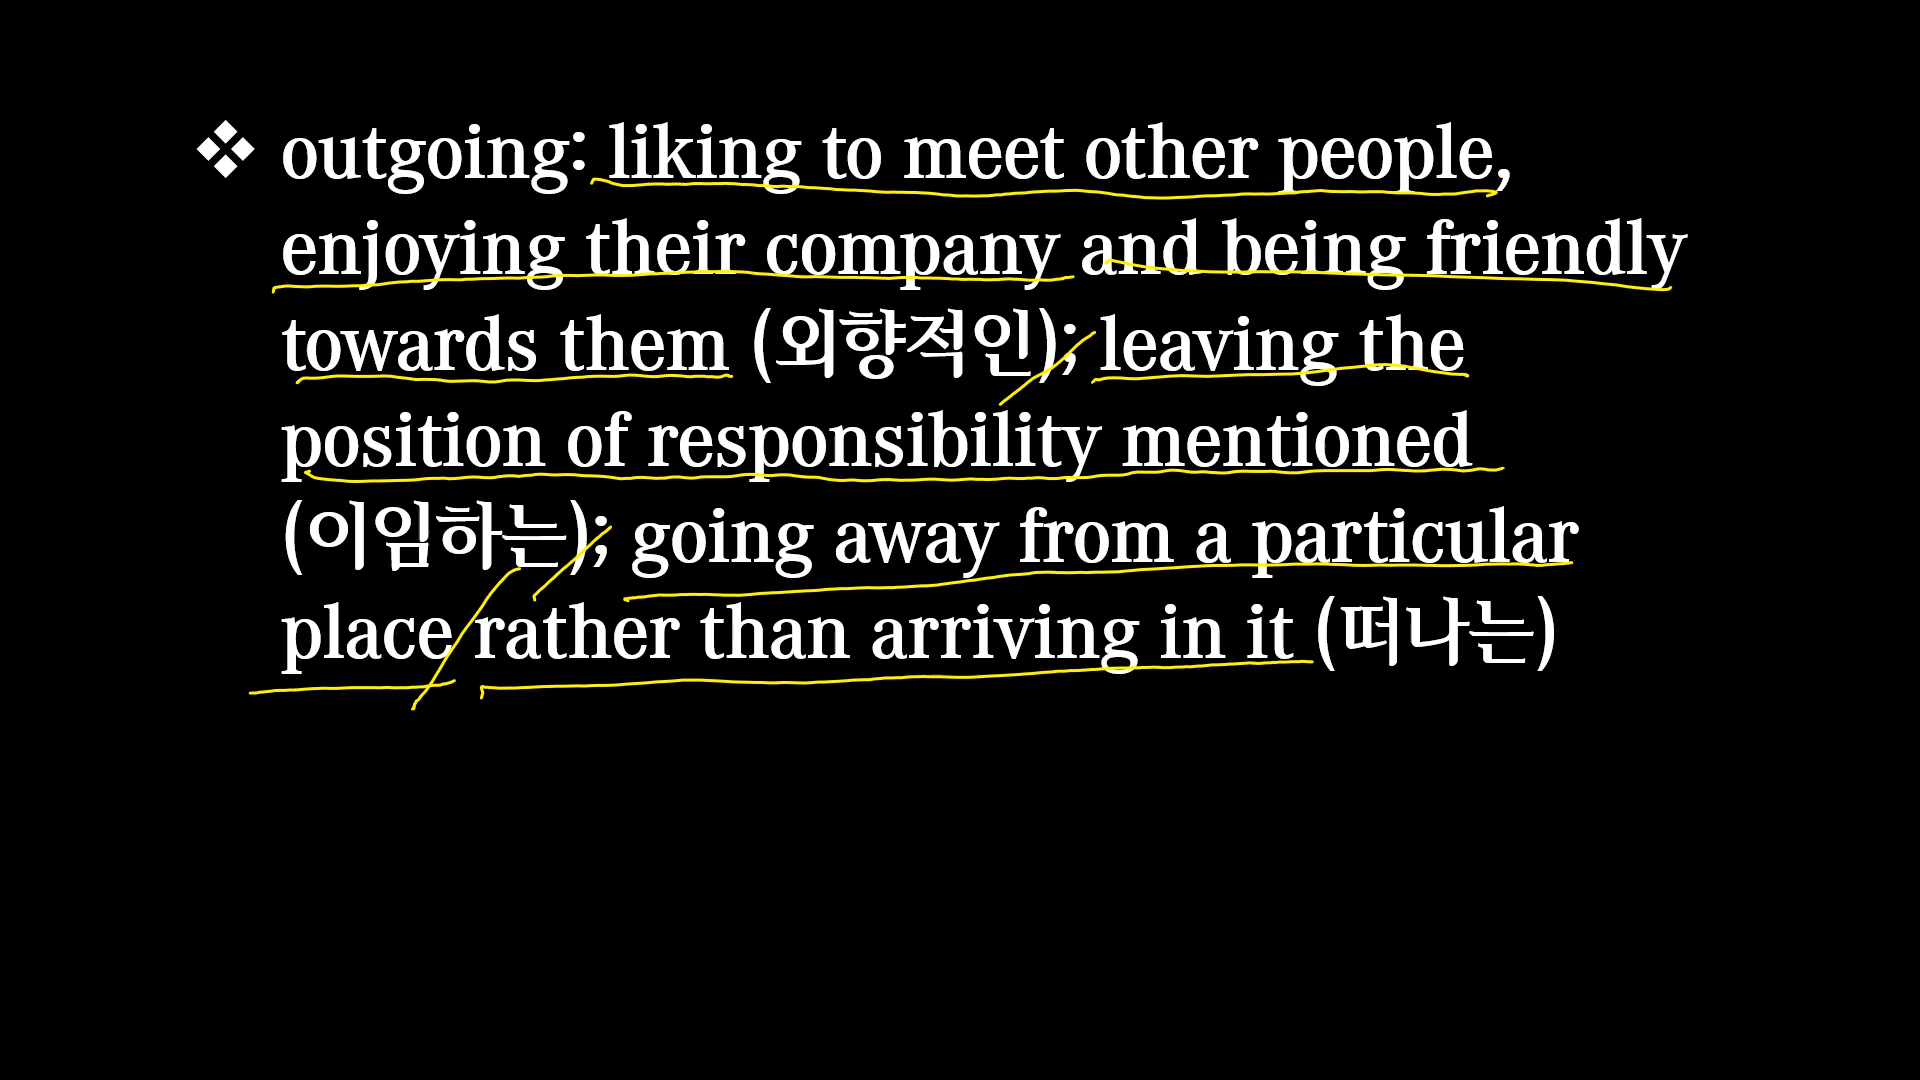 ❖ outgoing: liking to meet other people,
enjoying their company and being friendly
towards them (외향적인); leaving the
position of responsibility mentioned
(이임하는); going away from a particular
place rather than arriving in it (떠나는)